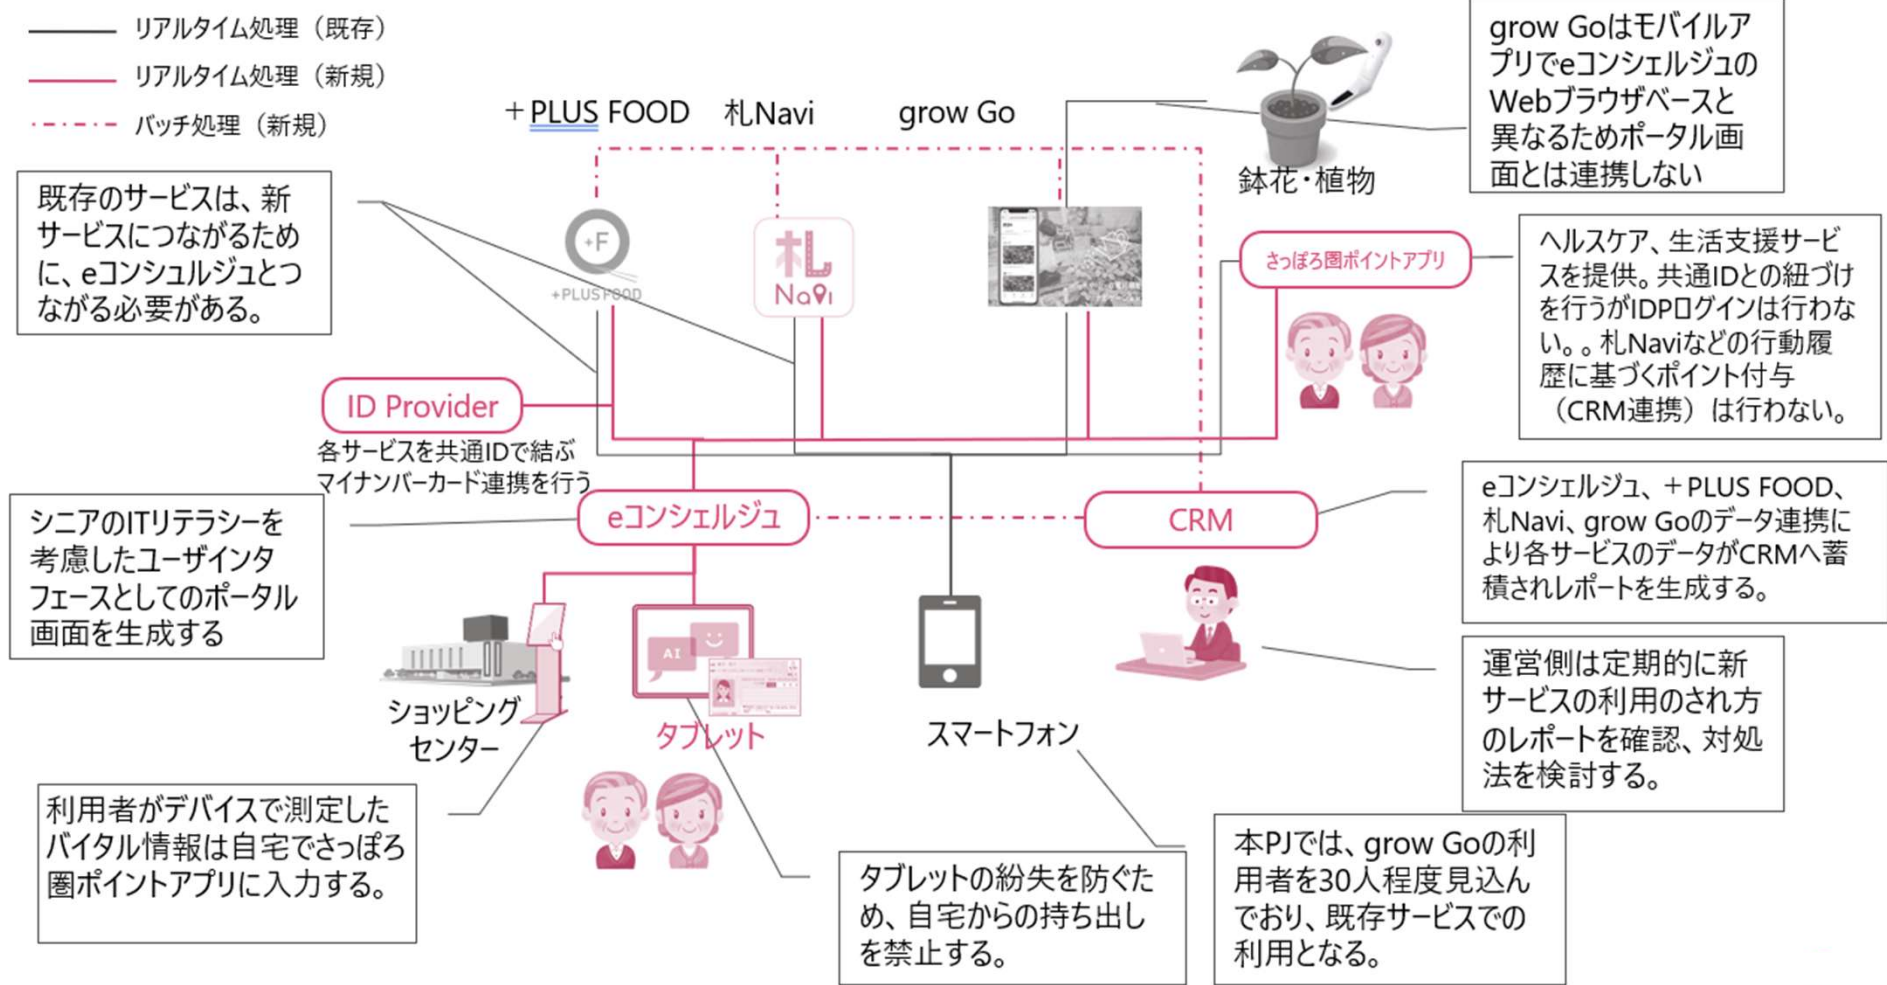 リアルタイム処理（既存）
リアルタイム処理（新規）
バッチ処理（新規）
＋PLUS FOOD
札Navi
grow Go
鉢花・植物
grow Goはモバイルア
プリでeコンシェルジュの
Webブラウザベースと
異なるためポータル画
面とは連携しない
既存のサービスは、新
サービスにつながるため
に、eコンシュルジュとつ
ながる必要がある。
+F
+PLUSFOOD
札
Navi
さっぽろ圏ポイントアプリ
ヘルスケア、生活支援サービ
スを提供。共通IDとの紐づけ
を行うがIDPログインは行わな
い。。札Naviなどの行動履
歴に基づくポイント付与
（CRM連携）は行わない。
ID Provider
各サービスを共通IDで結ぶ
マイナンバーカード連携を行う
eコンシェルジュ
CRM
eコンシェルジュ、＋PLUS FOOD、
札Navi、grow Goのデータ連携に
より各サービスのデータがCRMへ蓄
積されレポートを生成する。
シニアのITリテラシーを
考慮したユーザインタ
フェースとしてのポータル
画面を生成する
AI
ショッピング
センター
タブレット
スマートフォン
運営側は定期的に新
サービスの利用のされ方
のレポートを確認、対処
法を検討する。
利用者がデバイスで測定した
バイタル情報は自宅でさっぽろ
圏ポイントアプリに入力する。
タブレットの紛失を防ぐた
め、自宅からの持ち出し
を禁止する。
本PJでは、grow Goの利
用者を30人程度見込ん
でおり、既存サービスでの
利用となる。